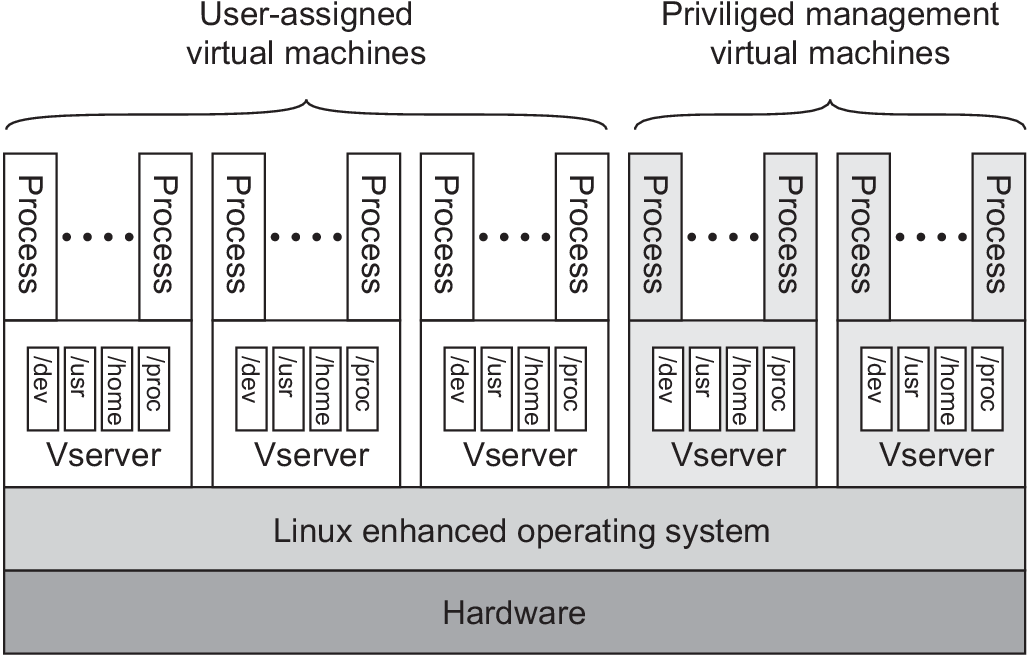 User-assigned
virtual machines
Priviliged management
virtual machines
Process
Process
Process
Process
Process
Process
Process
Process
Process
Process
/dev
/usr
/home
/proc
Vserver
/dev
/usr
/home
/proc
Vserver
/dev
/usr
/home
/proc
Vserver
/dev
/usr
/home
/proc
Vserver
/dev
/usr
/home
/proc
Vserver
Linux enhanced operating system
Hardware